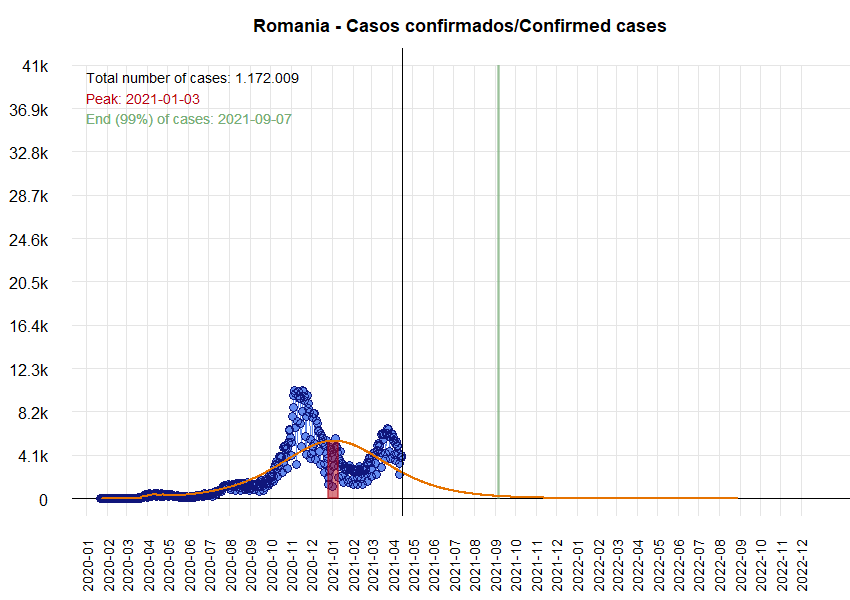 Romania - Casos confirmados/Confirmed cases
41k
Total number of cases: 1.172.009
Peak: 2021-01-03
End (99%) of cases: 2021-09-07
36.9k
32.8k
28.7k
24.6k
20.5k
16.4k
12.3k
8.2k
4.1k
0
2020-01
2020-02
2020-03
2020-04
2020-05
2020-06
2020-07
2020-08
2020-09
2020-10
2020-11
2020-12
2021-01
2021-02
2021-03
2021-04
2021-05
2021-06
2021-07
2021-08
2021-09
2021-10
2021-11
2021-12
2022-01
2022-02
2022-03
2022-04
2022-05
2022-06
2022-07
2022-08
2022-09
2022-10
2022-11
2022-12